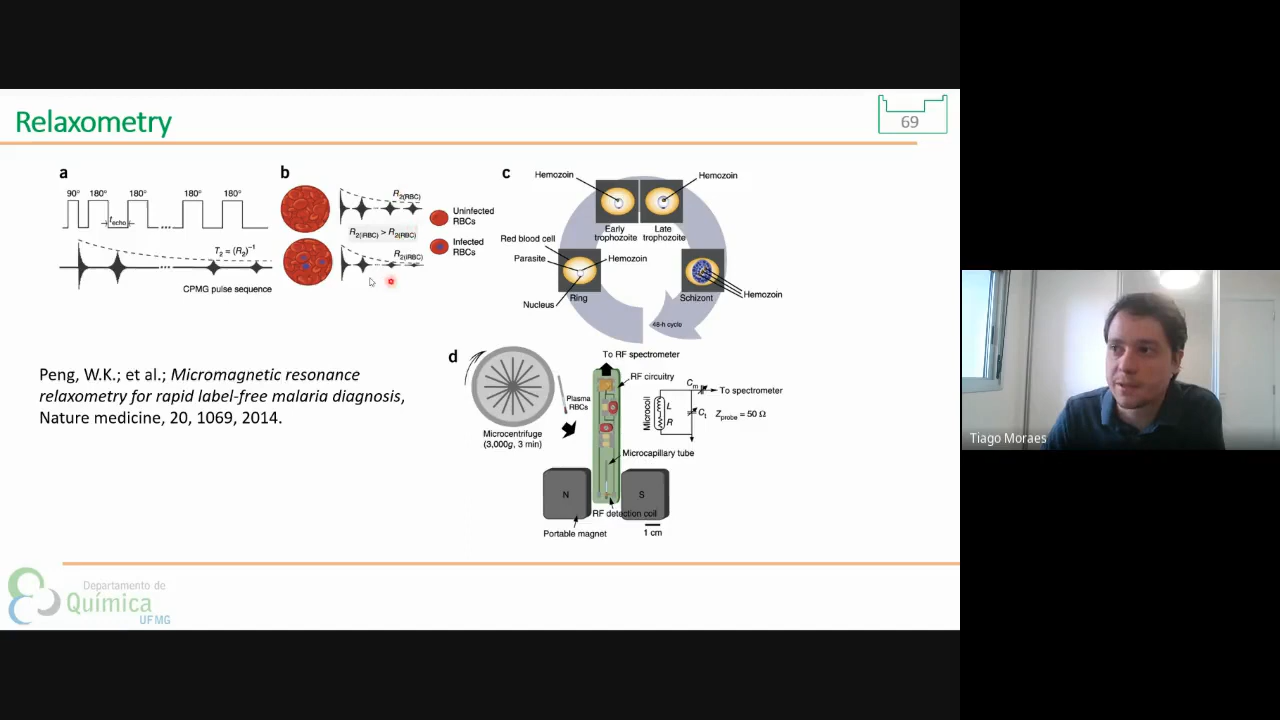 Relaxometry
69
a
90° 180° 180° 180° 180°
techo
T2 = (R2)-1
CPMG pulse sequence
b
R2(RBC)
R2(RBC) > R2(RBC)
R2(RBC)
Uninfected
RBCs
Infected
RBCs
c
Hemozoin
Hemozoin
Early
trophozoite
Late
trophozoite
Red blood cell
Parasite
Hemozoin
Nucleus
Ring
Schizont
Hemozoin
48-h cycle
Peng, W.K.; et al.; Micromagnetic resonance
relaxometry for rapid label-free malaria diagnosis,
Nature medicine, 20, 1069, 2014.
d
Microcentrifuge
(3,000g, 3 min)
Plasma
RBCs
To RF spectrometer
RF circuitry
Microcoil
L
R
Cm
To spectrometer
Ct
Zprobe = 50 Ω
Microcapillary tube
N
S
RF detection coil
Portable magnet
1 cm
Departamento de
Química
UFMG
Tiago Moraes